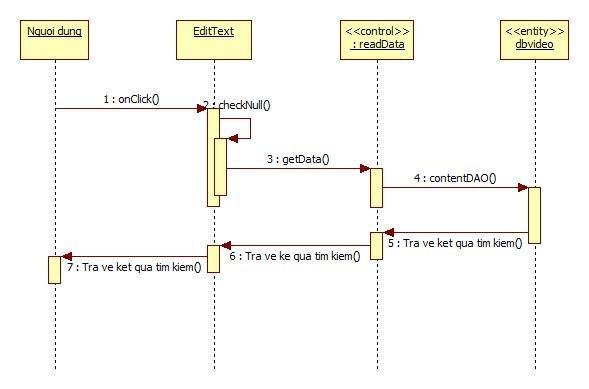 Nguoi dung
EditText
<<control>>
: readData
<<entity>>
dbvideo
1 : onClick()
2 : checkNull()
3 : getData()
4 : contentDAO()
5 : Tra ve ket qua tim kiem()
6 : Tra ve ke qua tim kiem()
7 : Tra ve ket qua tim kiem()